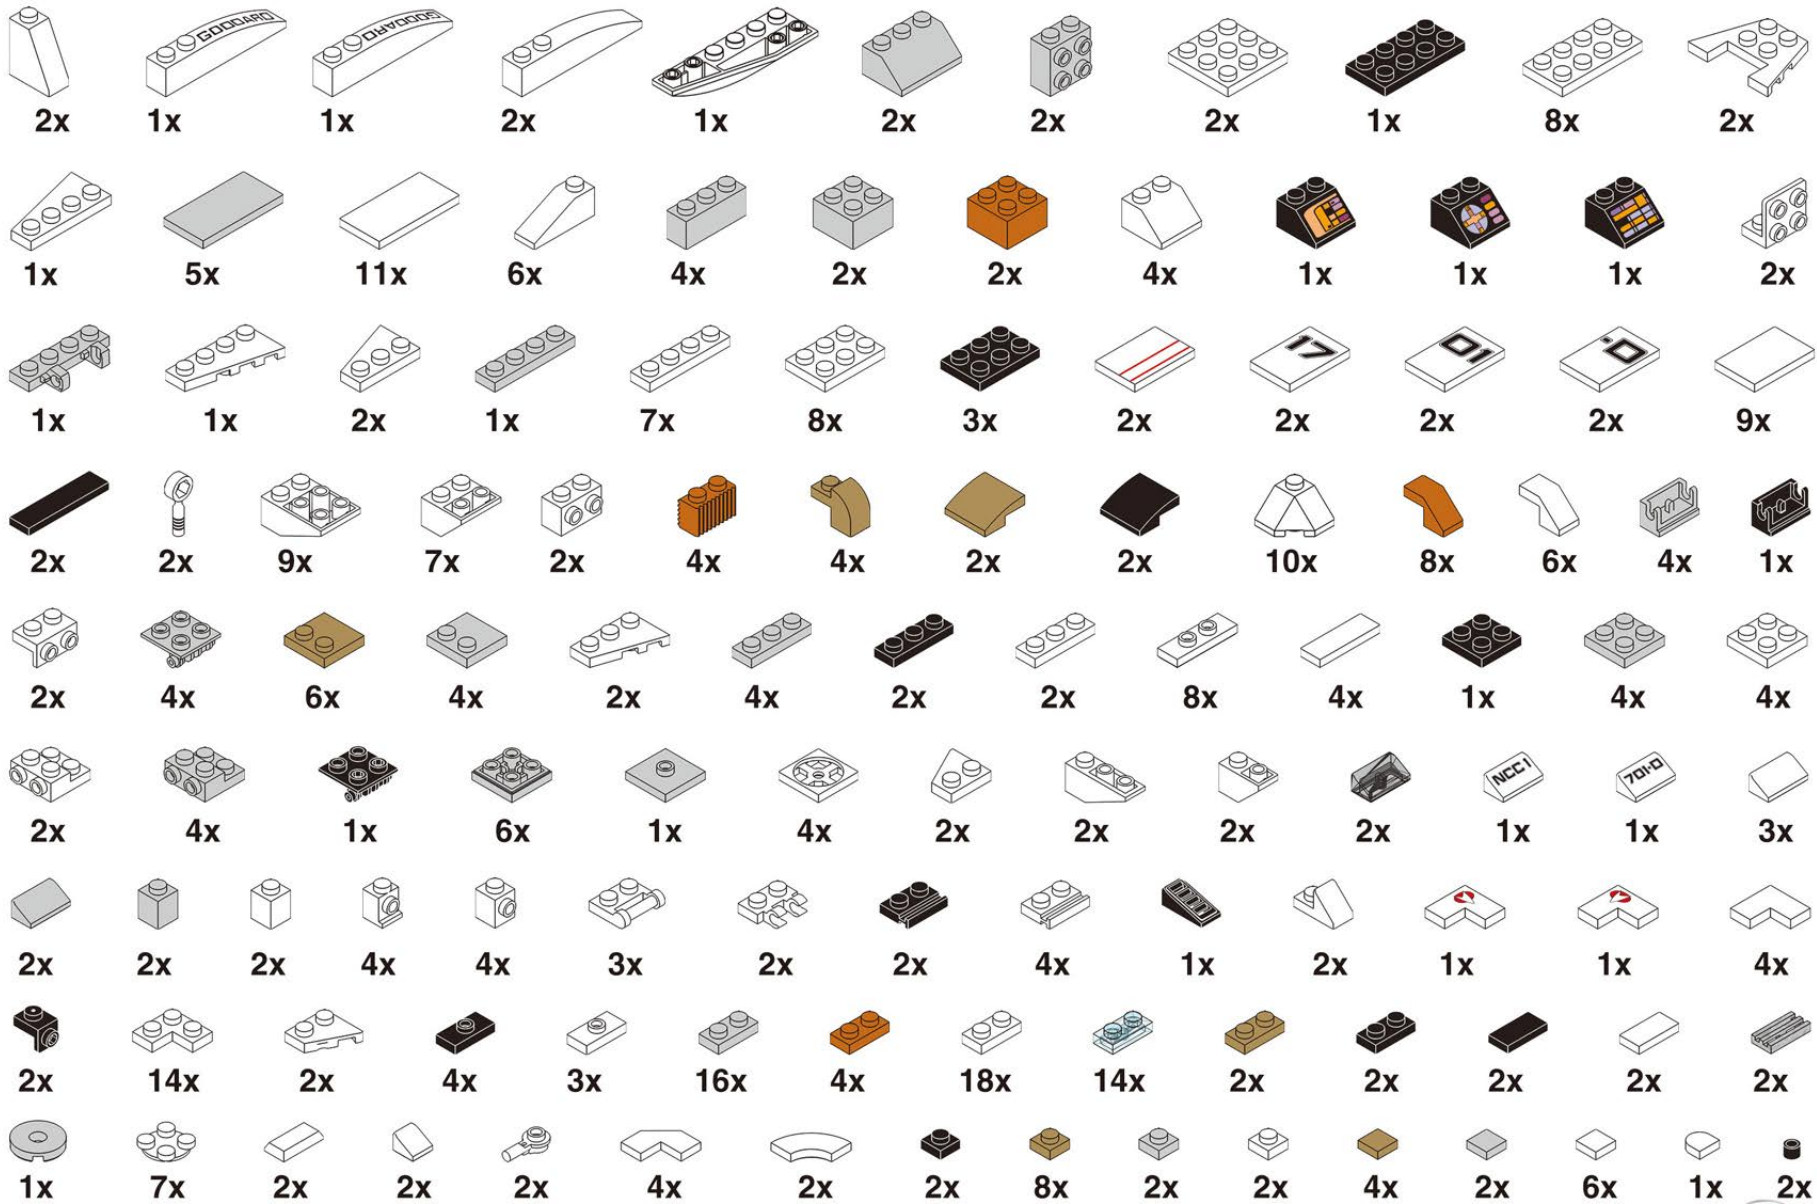 GODDARD GODDARD
2x 1x 1x 2x 1x 2x 2x 2x 1x 8x 2x
1x 5x 11x 6x 4x 2x 2x 4x 1x 1x 1x 2x
17 01 'D
1x 1x 2x 1x 7x 8x 3x 2x 2x 2x 2x 9x
2x 2x 9x 7x 2x 4x 4x 2x 2x 10x 8x 6x 4x 1x
2x 4x 6x 4x 2x 4x 2x 2x 8x 4x 1x 4x 4x
NCC1 701-D
2x 4x 1x 6x 1x 4x 2x 2x 2x 2x 1x 1x 3x
2x 2x 2x 4x 4x 3x 2x 2x 4x 1x 2x 1x 1x 4x
2x 14x 2x 4x 3x 16x 4x 18x 14x 2x 2x 2x 2x 2x
1x 7x 2x 2x 2x 4x 2x 2x 8x 2x 2x 4x 2x 6x 1x 2x